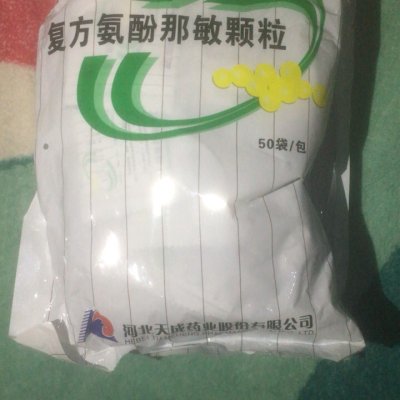 复方氨酚那敏颗粒
50袋/包
河北天成药业股份有限公司